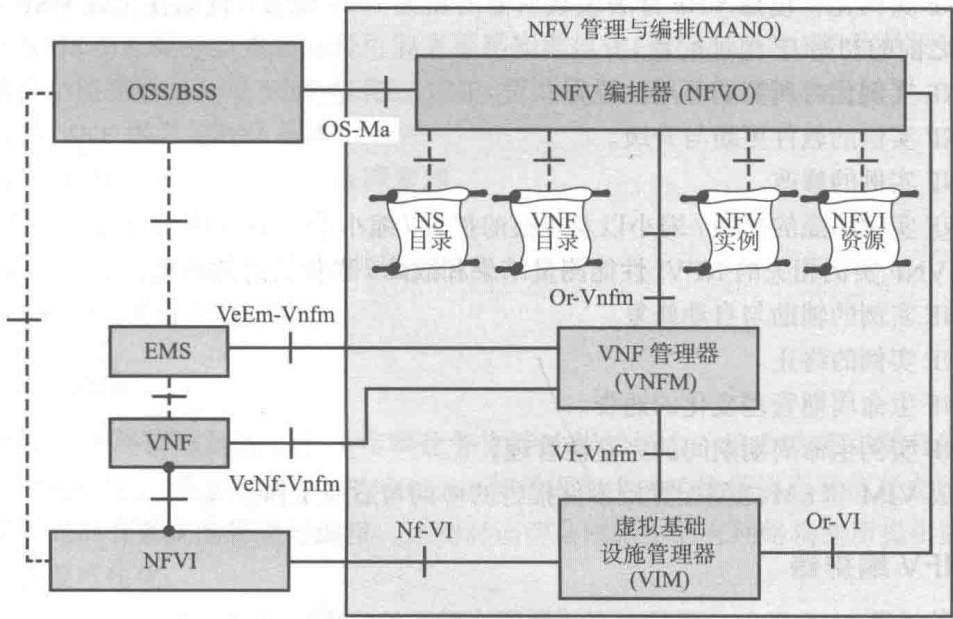 NFV 管理与编排(MANO)
OSS/BSS
NFV 编排器(NFVO)
OS-Ma
NS
目录
VNF
目录
NFV
实例
NFVI
资源
Or-Vnfm
VeEm-Vnfm
EMS
VNF 管理器
(VNFM)
VNF
VeNf-Vnfm
VI-Vnfm
Nf-VI
虚拟基础
设施管理器
(VIM)
Or-VI
NFVI